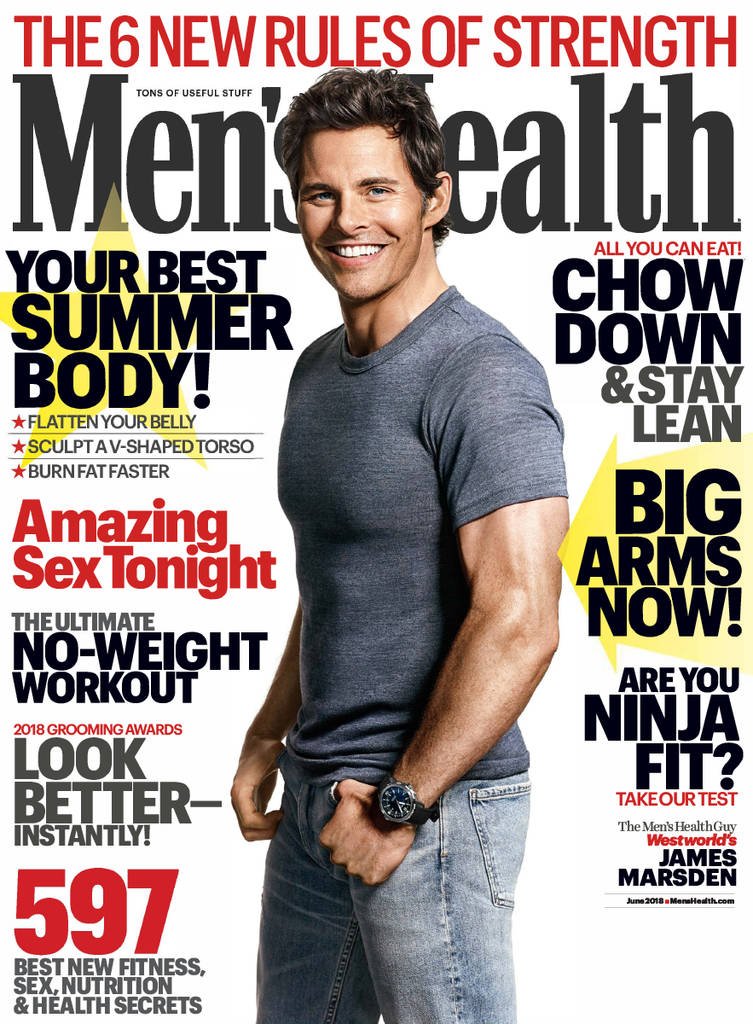 THE 6 NEW RULES OF STRENGTH
Men's Health
TONS OF USEFUL STUFF
YOUR BEST
SUMMER
BODY!
★FLATTEN YOUR BELLY
★SCULPT A V-SHAPED TORSO
★BURN FAT FASTER
Amazing
Sex Tonight
THE ULTIMATE
NO-WEIGHT
WORKOUT
2018 GROOMING AWARDS
LOOK
BETTER—
INSTANTLY!
597
BEST NEW FITNESS,
SEX, NUTRITION
& HEALTH SECRETS
ALL YOU CAN EAT!
CHOW
DOWN
& STAY
LEAN
BIG
ARMS
NOW!
ARE YOU
NINJA
FIT?
TAKE OUR TEST
The Men's Health Guy
Westworld's
JAMES
MARSDEN
June 2018 ■ MensHealth.com